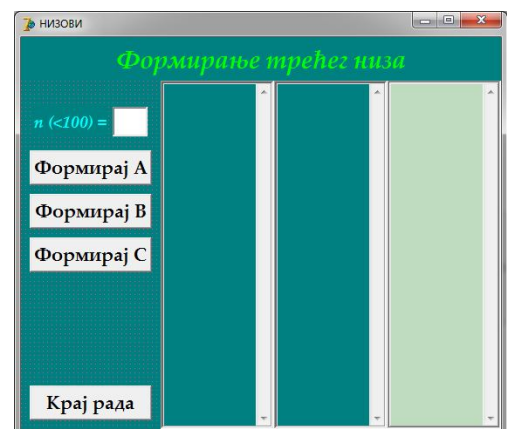 НИЗОВИ
Формирање трећег низа
n (<100) =
Формирај А
Формирај В
Формирај С
Крај рада